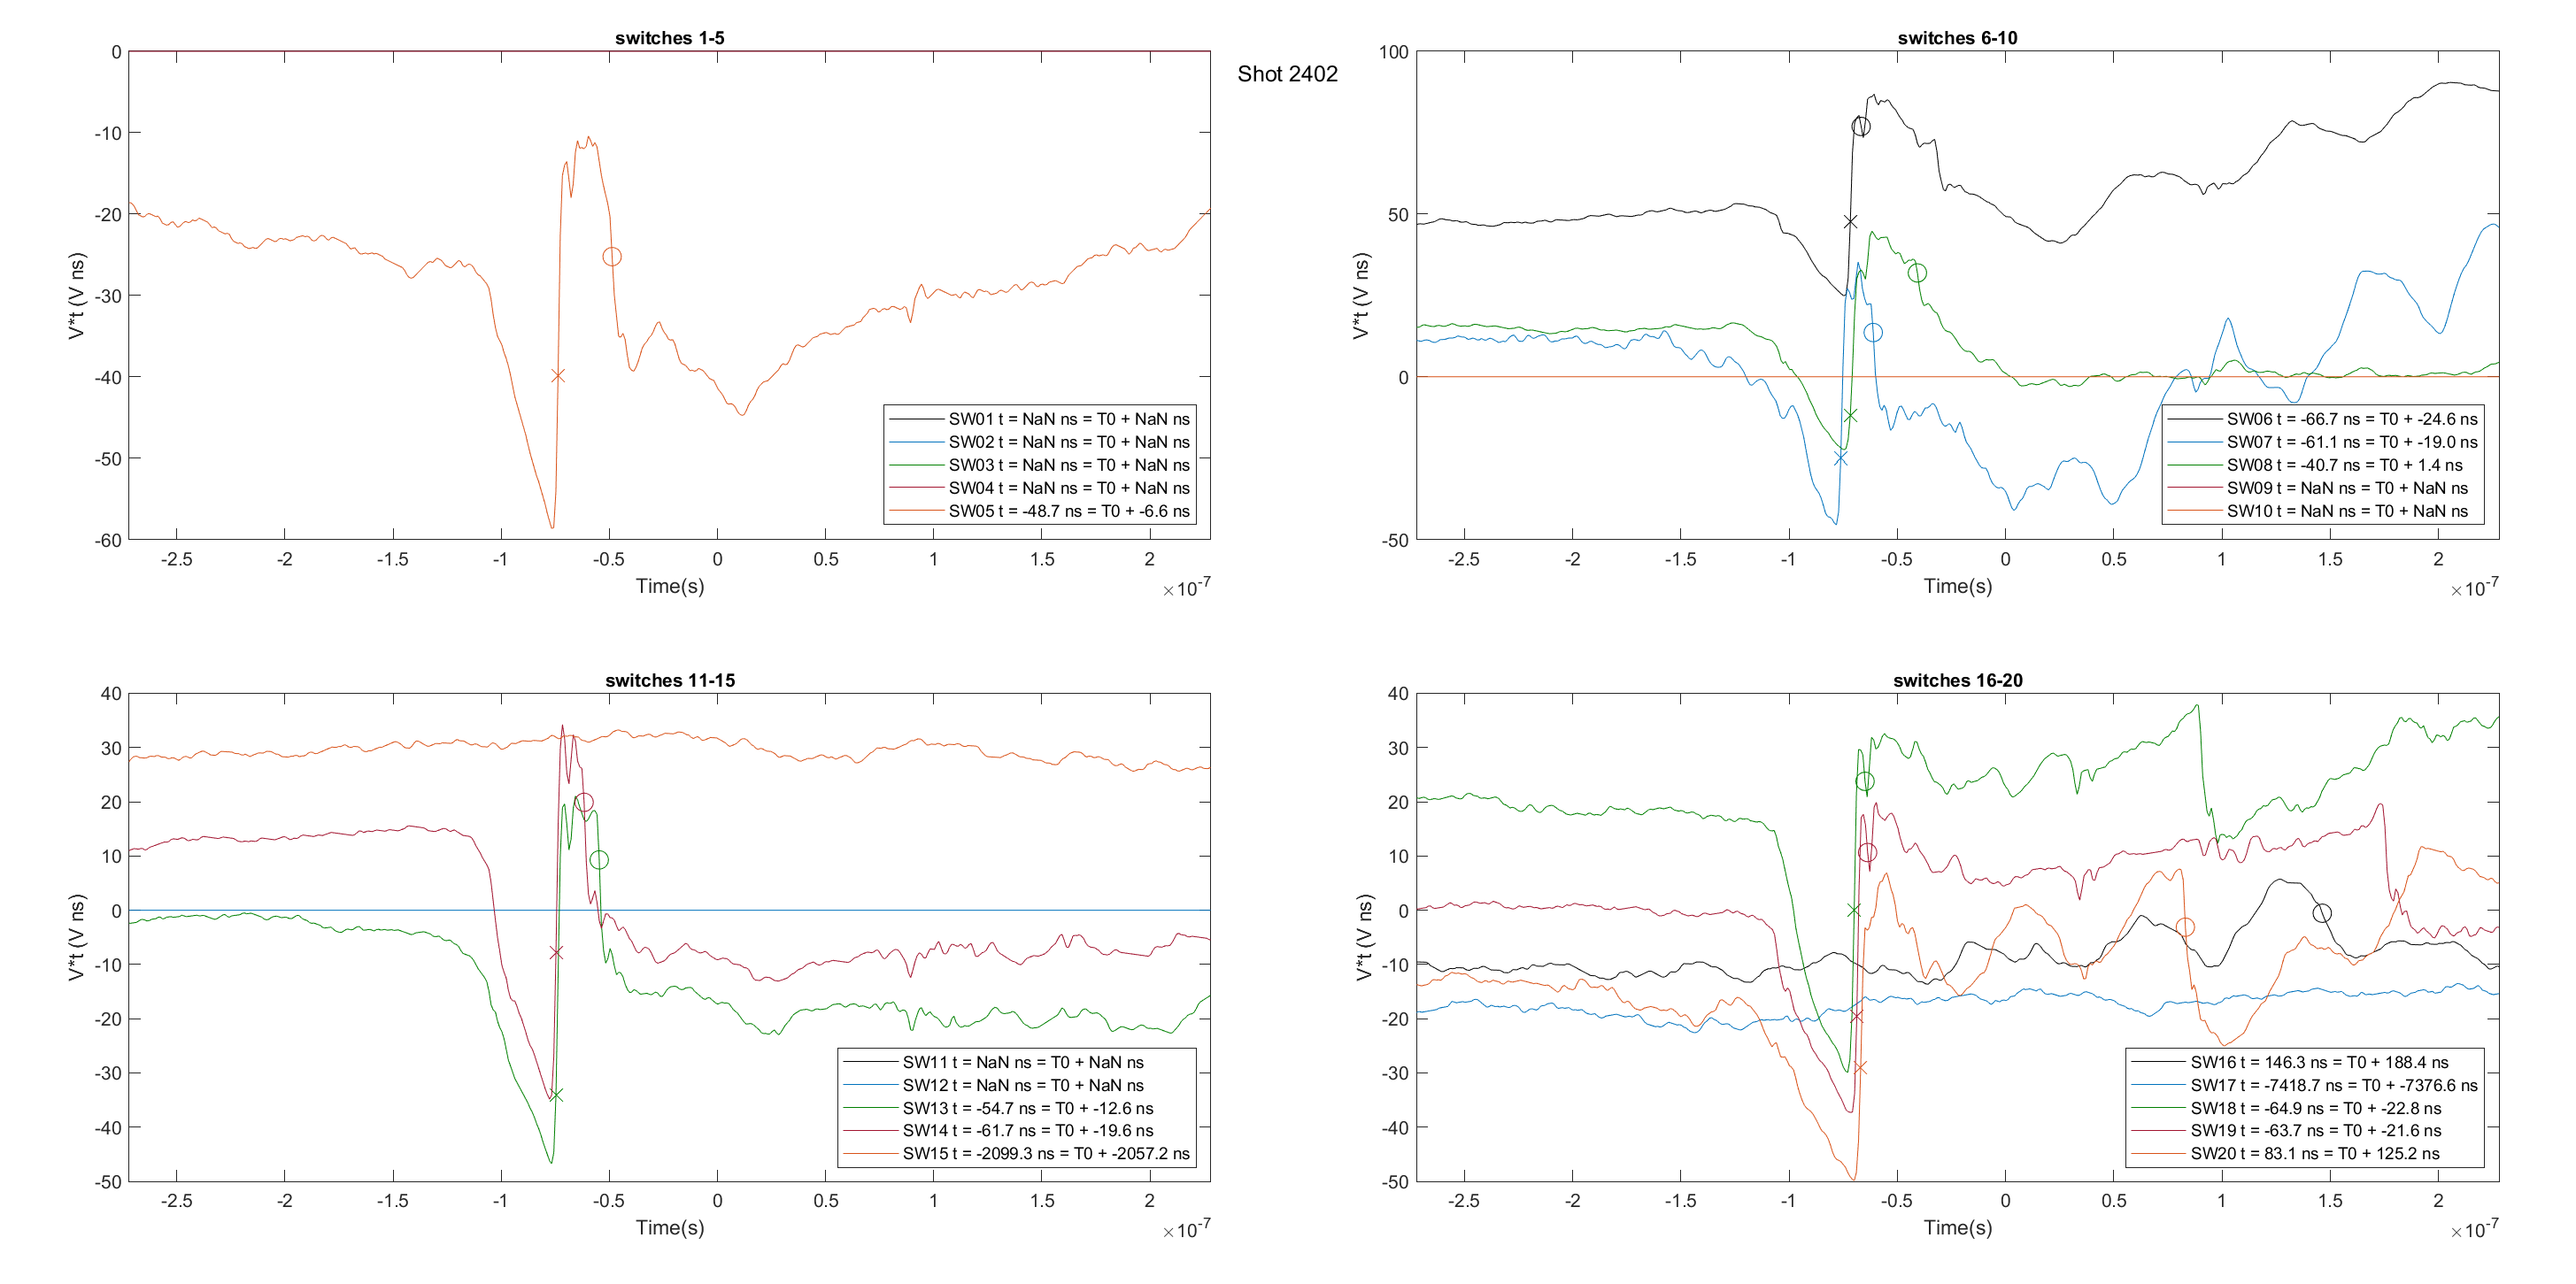 Shot 2402
switches 1-5
0
-10
-20
-30
-40
-50
-60
V*t (V ns)
-2.5 -2 -1.5 -1 -0.5 0 0.5 1 1.5 2
Time(s)
×10-7
SW01 t = NaN ns = T0 + NaN ns
SW02 t = NaN ns = T0 + NaN ns
SW03 t = NaN ns = T0 + NaN ns
SW04 t = NaN ns = T0 + NaN ns
SW05 t = -48.7 ns = T0 + -6.6 ns
switches 6-10
100
50
0
-50
V*t (V ns)
-2.5 -2 -1.5 -1 -0.5 0 0.5 1 1.5 2
Time(s)
×10-7
SW06 t = -66.7 ns = T0 + -24.6 ns
SW07 t = -61.1 ns = T0 + -19.0 ns
SW08 t = -40.7 ns = T0 + 1.4 ns
SW09 t = NaN ns = T0 + NaN ns
SW10 t = NaN ns = T0 + NaN ns
switches 11-15
40
30
20
10
0
-10
-20
-30
-40
-50
V*t (V ns)
-2.5 -2 -1.5 -1 -0.5 0 0.5 1 1.5 2
Time(s)
×10-7
SW11 t = NaN ns = T0 + NaN ns
SW12 t = NaN ns = T0 + NaN ns
SW13 t = -54.7 ns = T0 + -12.6 ns
SW14 t = -61.7 ns = T0 + -19.6 ns
SW15 t = -2099.3 ns = T0 + -2057.2 ns
switches 16-20
40
30
20
10
0
-10
-20
-30
-40
-50
V*t (V ns)
-2.5 -2 -1.5 -1 -0.5 0 0.5 1 1.5 2
Time(s)
×10-7
SW16 t = 146.3 ns = T0 + 188.4 ns
SW17 t = -7418.7 ns = T0 + -7376.6 ns
SW18 t = -64.9 ns = T0 + -22.8 ns
SW19 t = -63.7 ns = T0 + -21.6 ns
SW20 t = 83.1 ns = T0 + 125.2 ns